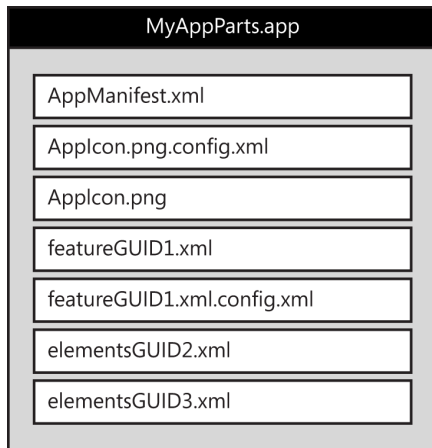 MyAppParts.app
AppManifest.xml
AppIcon.png.config.xml
AppIcon.png
featureGUID1.xml
featureGUID1.xml.config.xml
elementsGUID2.xml
elementsGUID3.xml